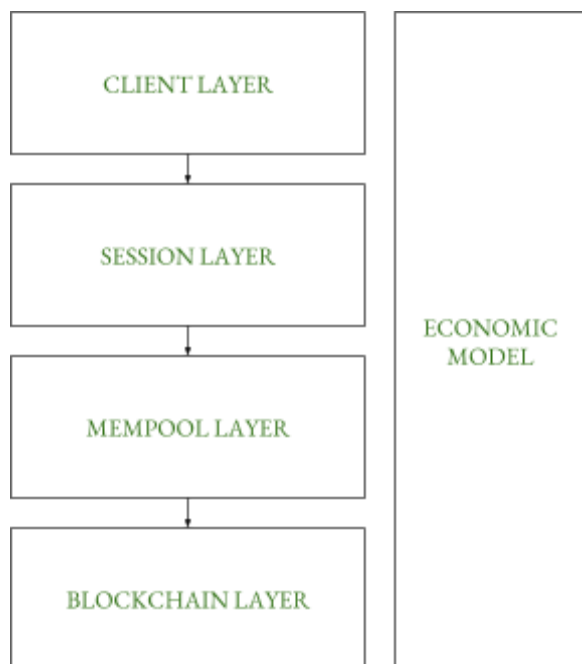 CLIENT LAYER
SESSION LAYER
MEMPOOL LAYER
BLOCKCHAIN LAYER
ECONOMIC
MODEL